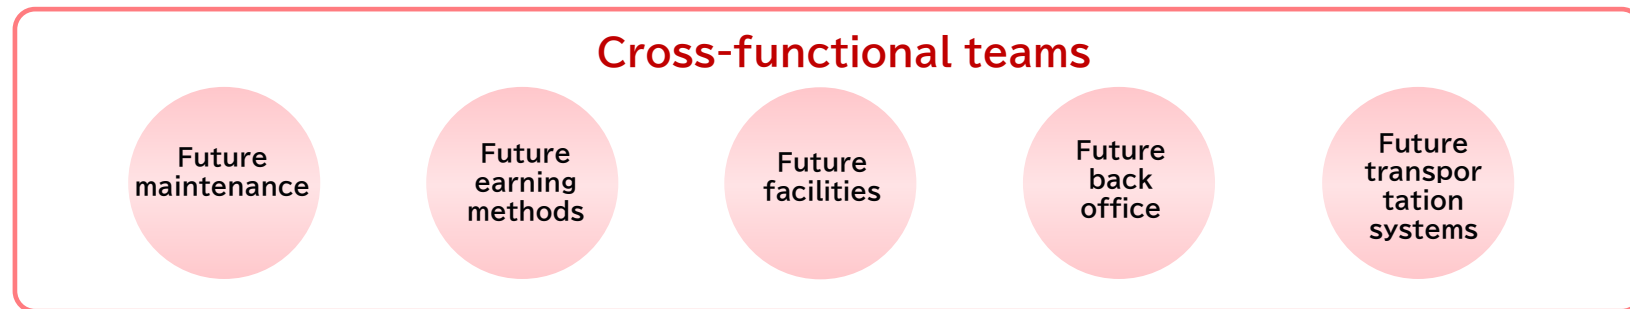 Cross-functional teams
Future
maintenance
Future
earning
methods
Future
facilities
Future
back
office
Future
transpor
tation
systems